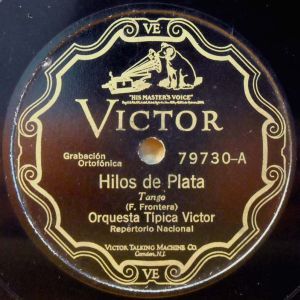 VE
"HIS MASTER'S VOICE"
VICTOR
Grabación
Ortofónica
79730-A
Hilos de Plata
Tango
(F. Frontera)
Orquesta Típica Victor
Repértorio Nacional
VICTOR TALKING MACHINE CO.
Camden, N.J.
VE